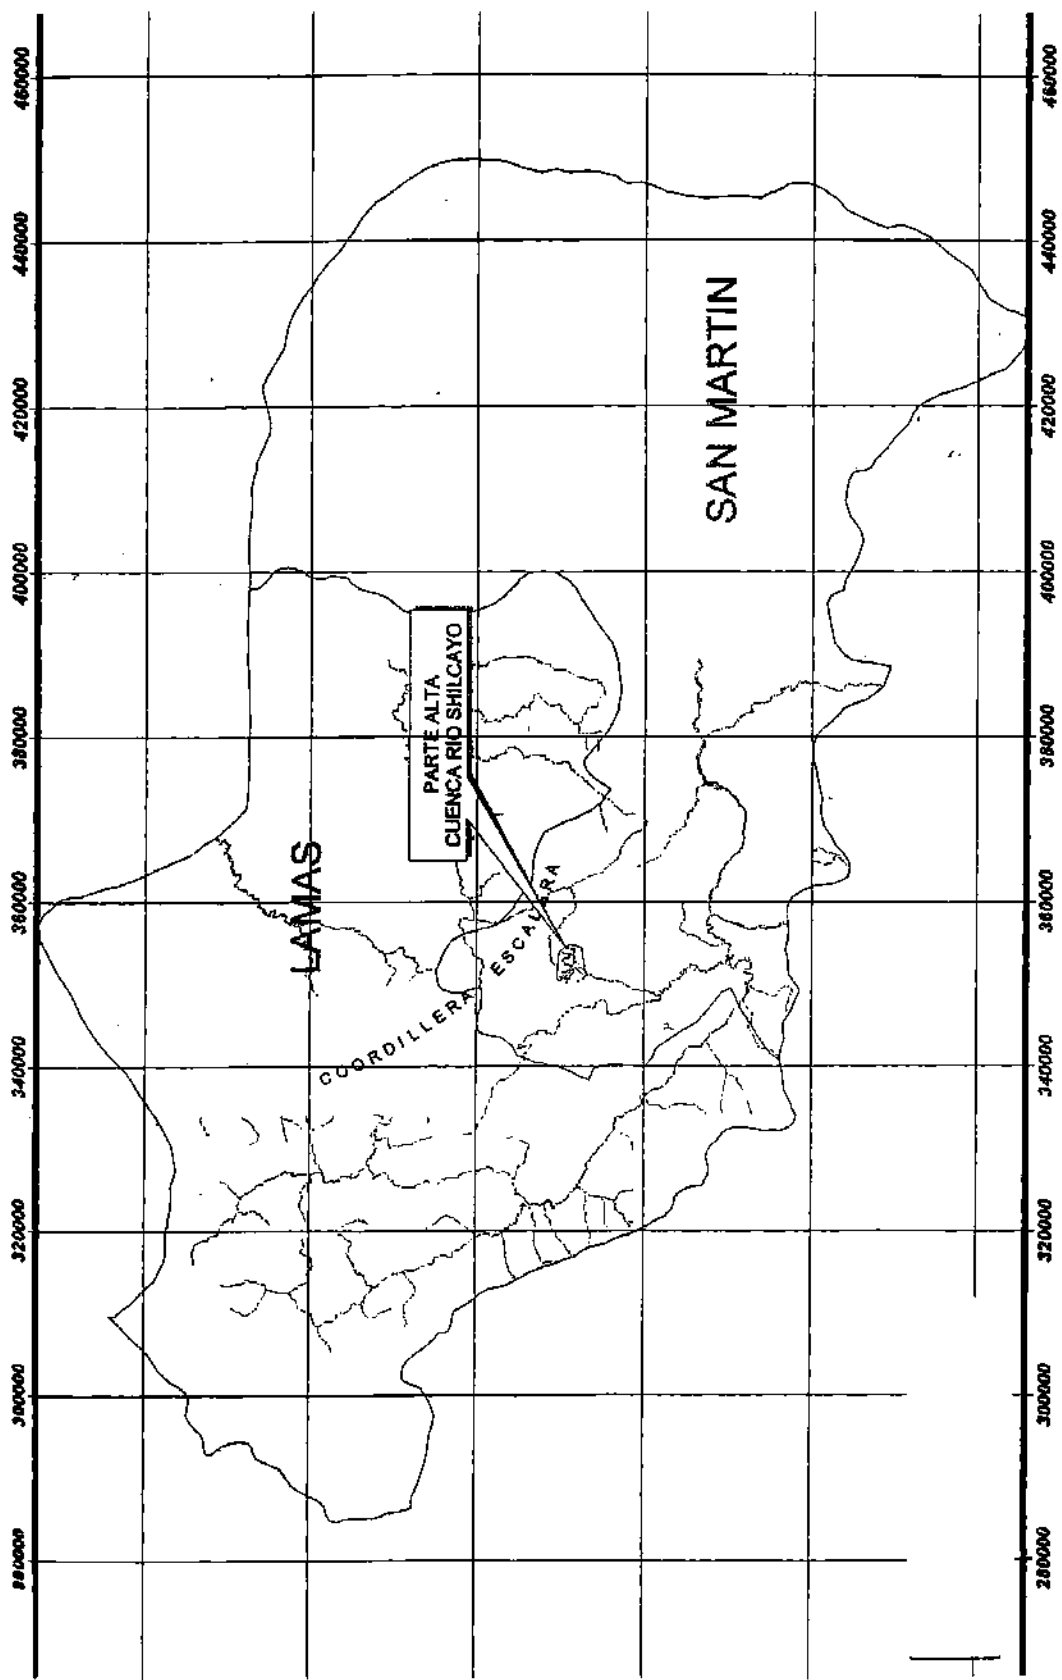 280000 300000 320000 340000 360000 380000 400000 420000 440000 460000
LAMAS
COORDILLERA ESCALERA
PARTE ALTA
CUENCA RIO SHILCAYO
SAN MARTIN
280000 300000 320000 340000 360000 380000 400000 420000 440000 460000